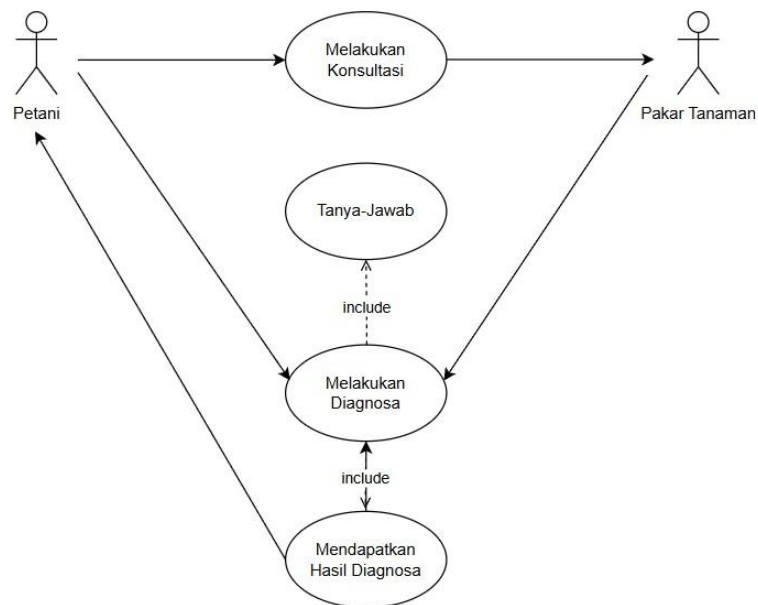 Melakukan
Konsultasi
Petani
Pakar Tanaman
Tanya-Jawab
include
Melakukan
Diagnosa
include
Mendapatkan
Hasil Diagnosa